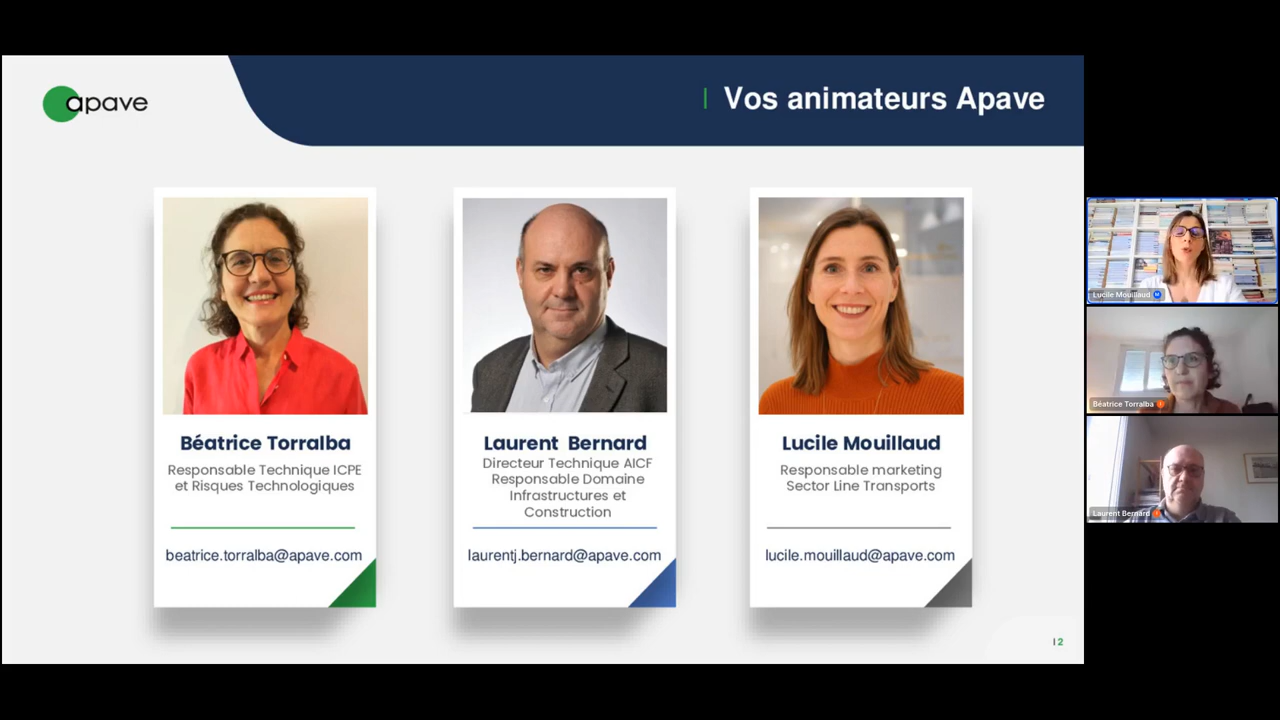 apave
Vos animateurs Apave
Béatrice Torralba
Responsable Technique ICPE
et Risques Technologiques
beatrice.torralba@apave.com
Laurent Bernard
Directeur Technique AICF
Responsable Domaine
Infrastructures et
Construction
laurentj.bernard@apave.com
Lucile Mouillaud
Responsable marketing
Sector Line Transports
lucile.mouillaud@apave.com
12
Lucile Mouillaud
Béatrice Torralba
Laurent Bernard